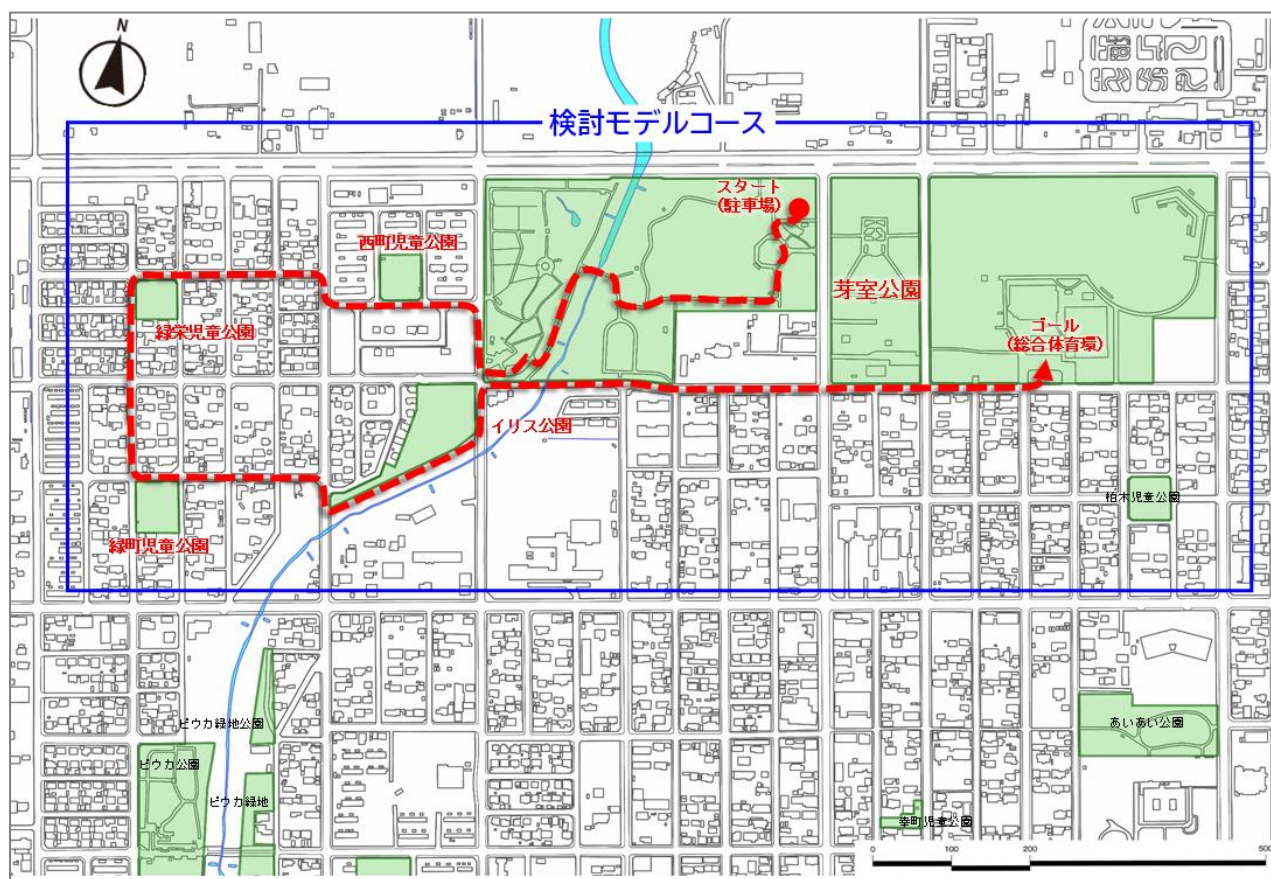 N
検討モデルコース
スタート
(駐車場)
西町児童公園
芽室公園
緑栄児童公園
ゴール
(総合体育環)
イリス公園
柏木児童公園
緑町児童公園
ピウカ緑地公園
あいあい公園
ピウカ公園
ピウカ緑地
幸町児童公園
0 100 200 500